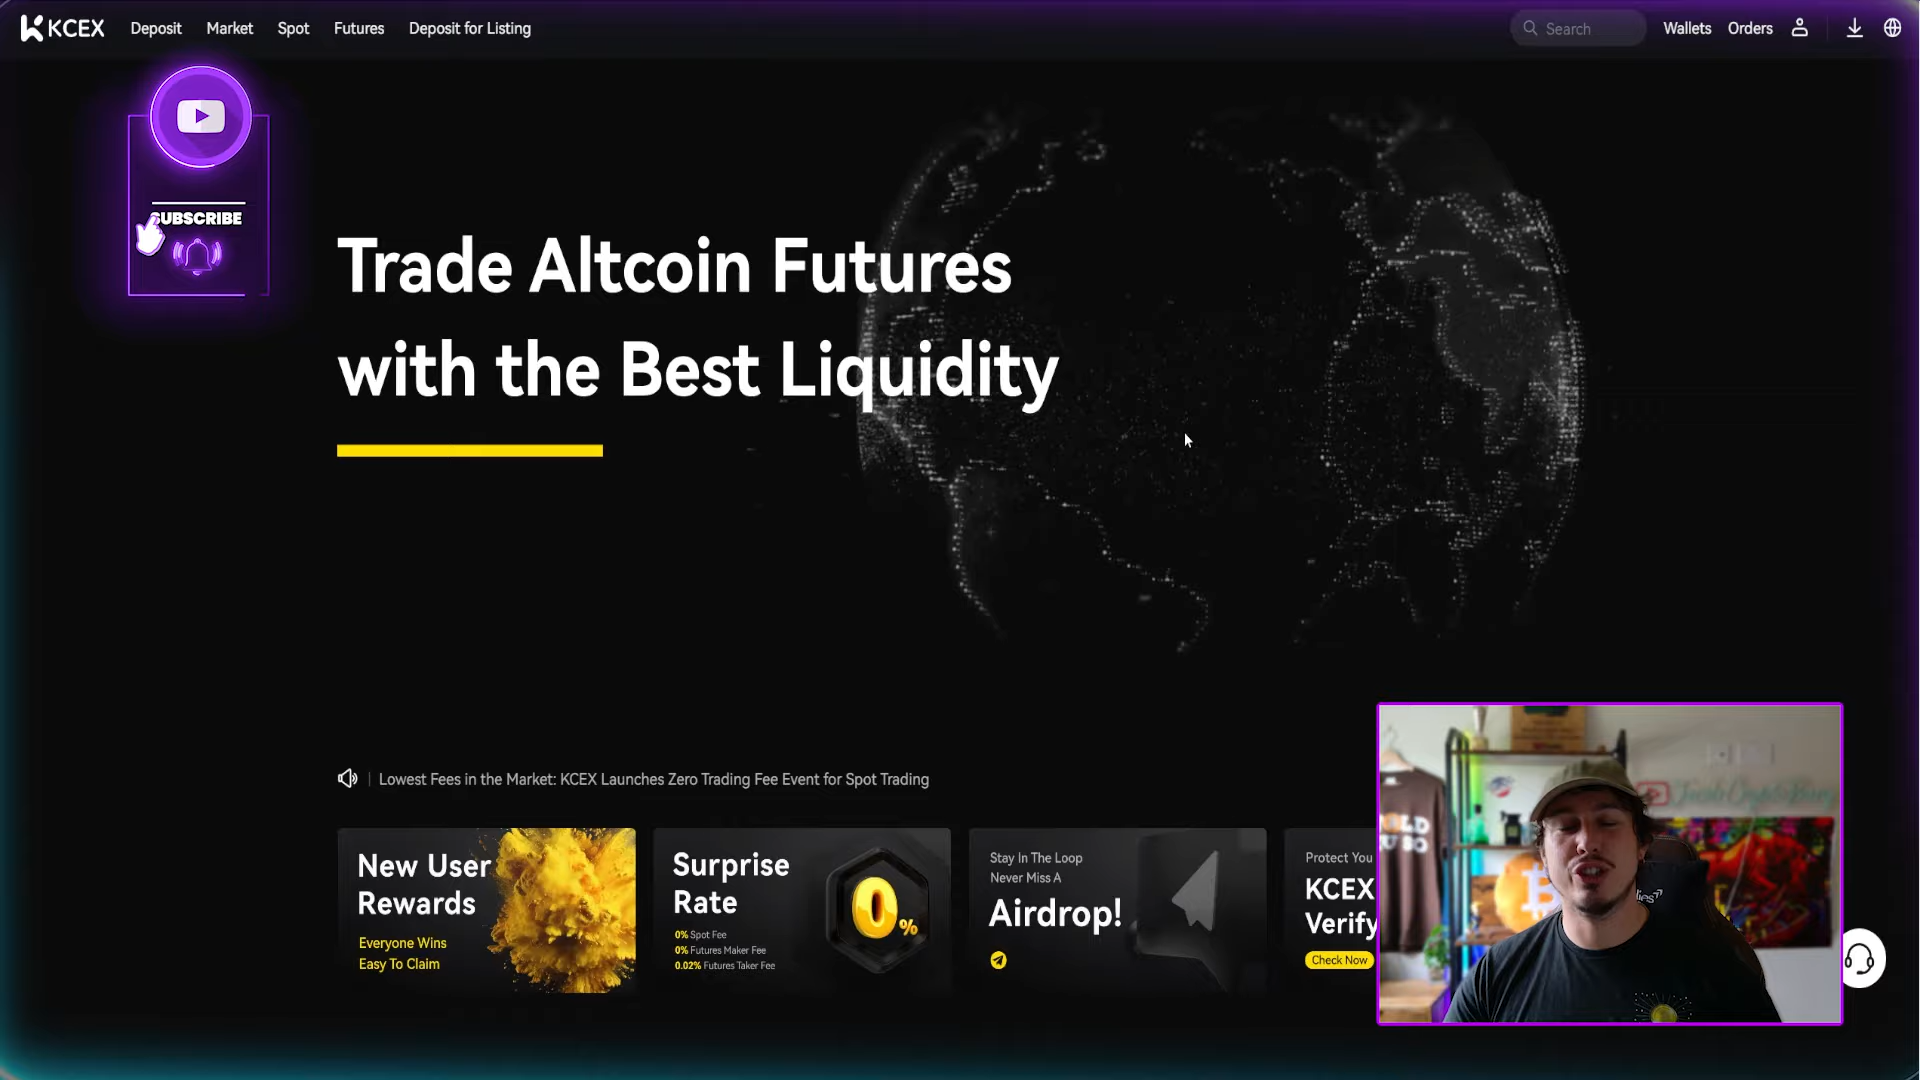 KCEX
Deposit
Market
Spot
Futures
Deposit for Listing
Search
Wallets
Orders
SUBSCRIBE
Trade Altcoin Futures
with the Best Liquidity
Lowest Fees in the Market: KCEX Launches Zero Trading Fee Event for Spot Trading
New User
Rewards
Everyone Wins
Easy To Claim
Surprise
Rate
0% Spot Fee
0% Futures Maker Fee
0.02% Futures Taker Fee
0%
Stay In The Loop
Never Miss A
Airdrop!
Protect You
KCEX
Verify
Check Now